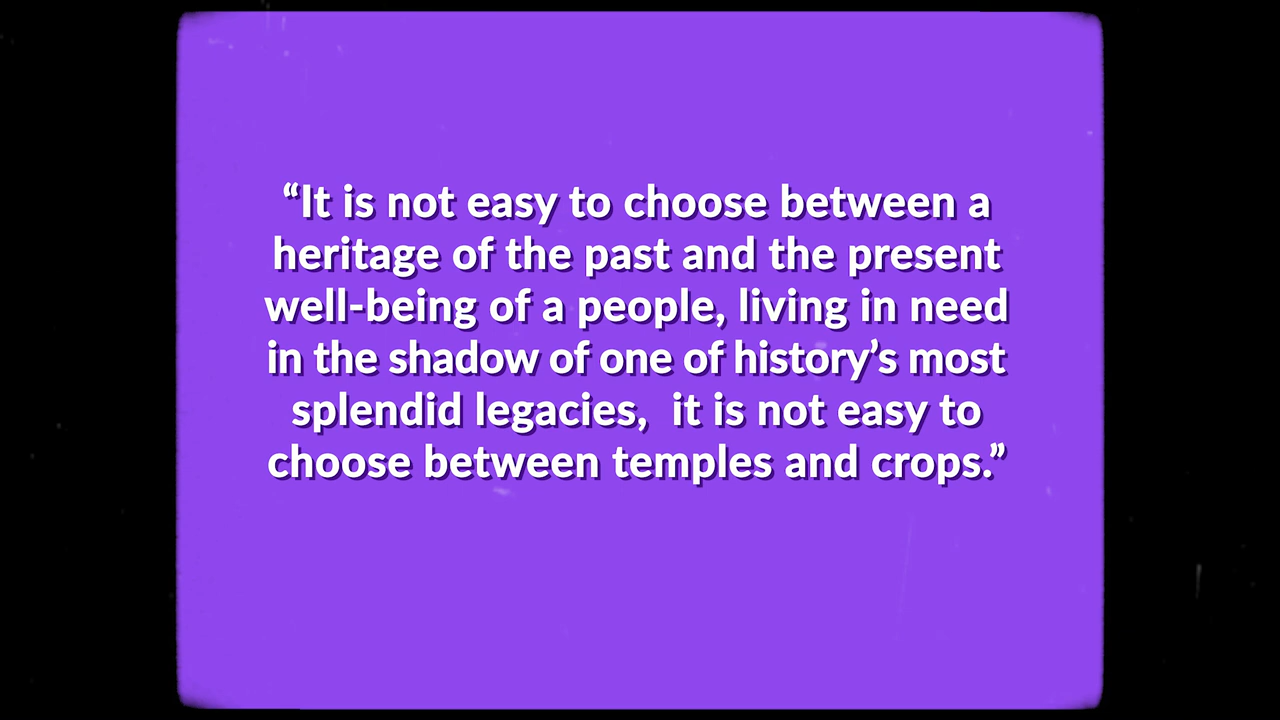 “It is not easy to choose between a
heritage of the past and the present
well-being of a people, living in need
in the shadow of one of history’s most
splendid legacies,  it is not easy to
choose between temples and crops.”